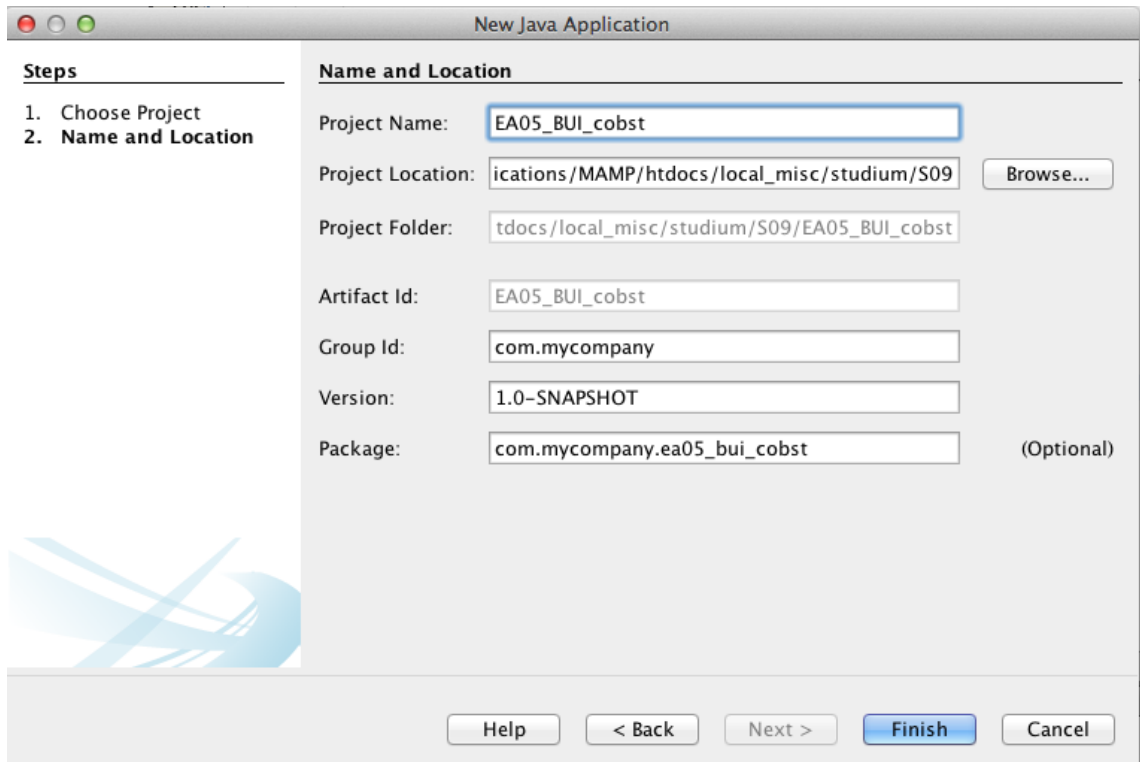 New Java Application
Steps
1. Choose Project
2. Name and Location
Name and Location
Project Name: EA05_BUI_cobst
Project Location: ications/MAMP/htdocs/local_misc/studium/S09 Browse...
Project Folder: tdocs/local_misc/studium/S09/EA05_BUI_cobst
Artifact Id: EA05_BUI_cobst
Group Id: com.mycompany
Version: 1.0-SNAPSHOT
Package: com.mycompany.ea05_bui_cobst (Optional)
Help < Back Next > Finish Cancel